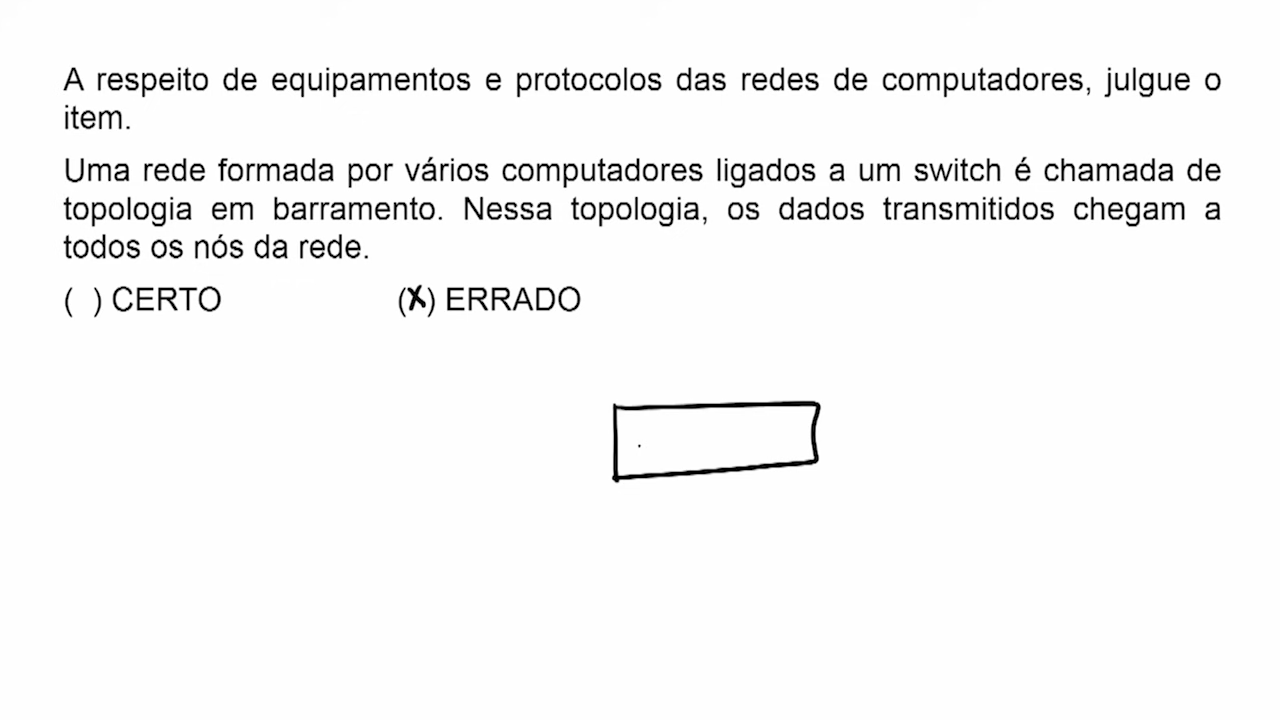 A respeito de equipamentos e protocolos das redes de computadores, julgue o
item.
Uma rede formada por vários computadores ligados a um switch é chamada de
topologia em barramento. Nessa topologia, os dados transmitidos chegam a
todos os nós da rede.
( ) CERTO (X) ERRADO